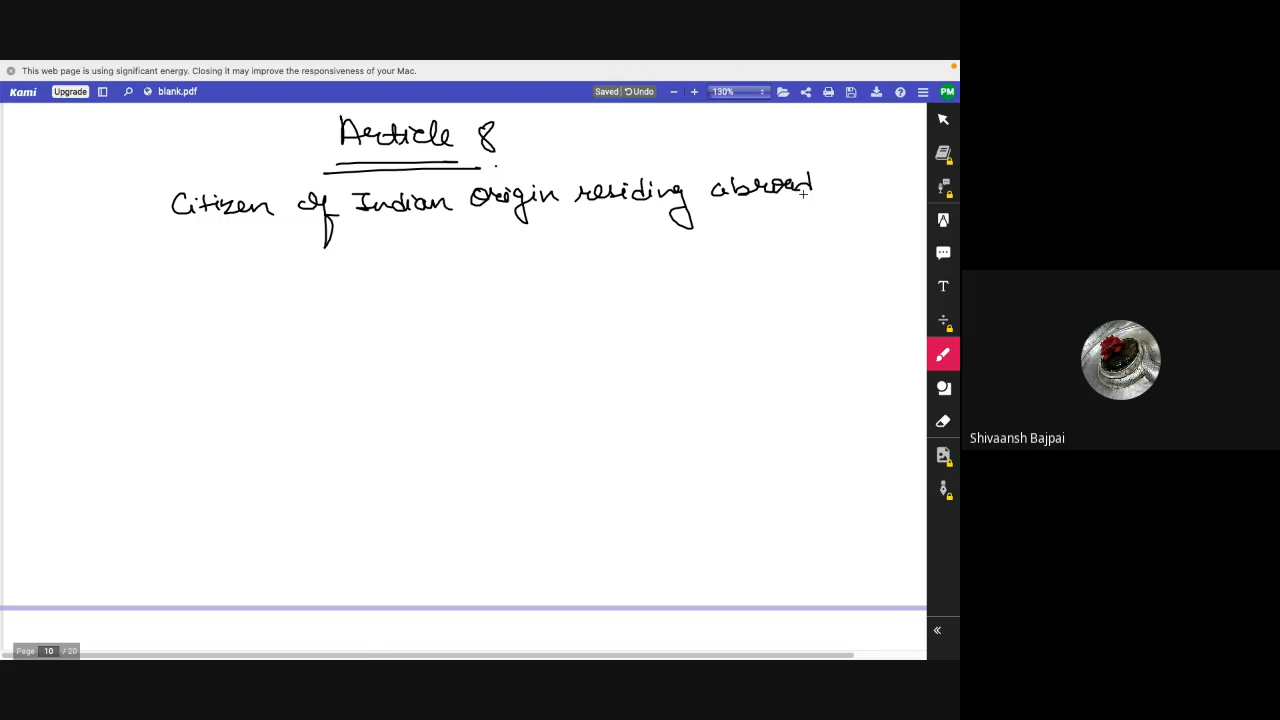 This web page is using significant energy. Closing it may improve the responsiveness of your Mac.
Kami Upgrade blank.pdf Saved Undo 130% PM
Article 8
Citizen of Indian Origin residing abroad
Shivaansh Bajpai
Page 10 / 20